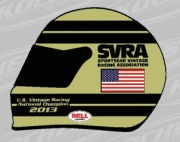 SVRA
SPORTSCAR VINTAGE
RACING ASSOCIATION
U.S. Vintage Racing
National Champion
2013
BELL